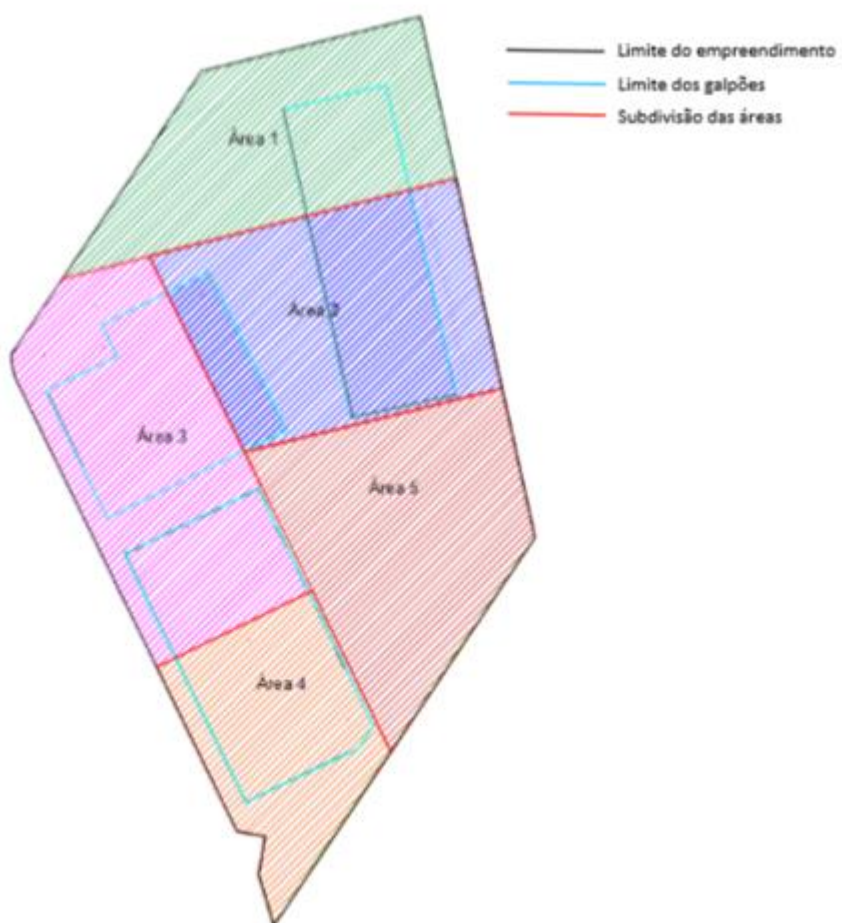 Limite do empreendimento
Limite dos galpões
Subdivisão das áreas
Área 1
Área 2
Área 3
Área 5
Área 4